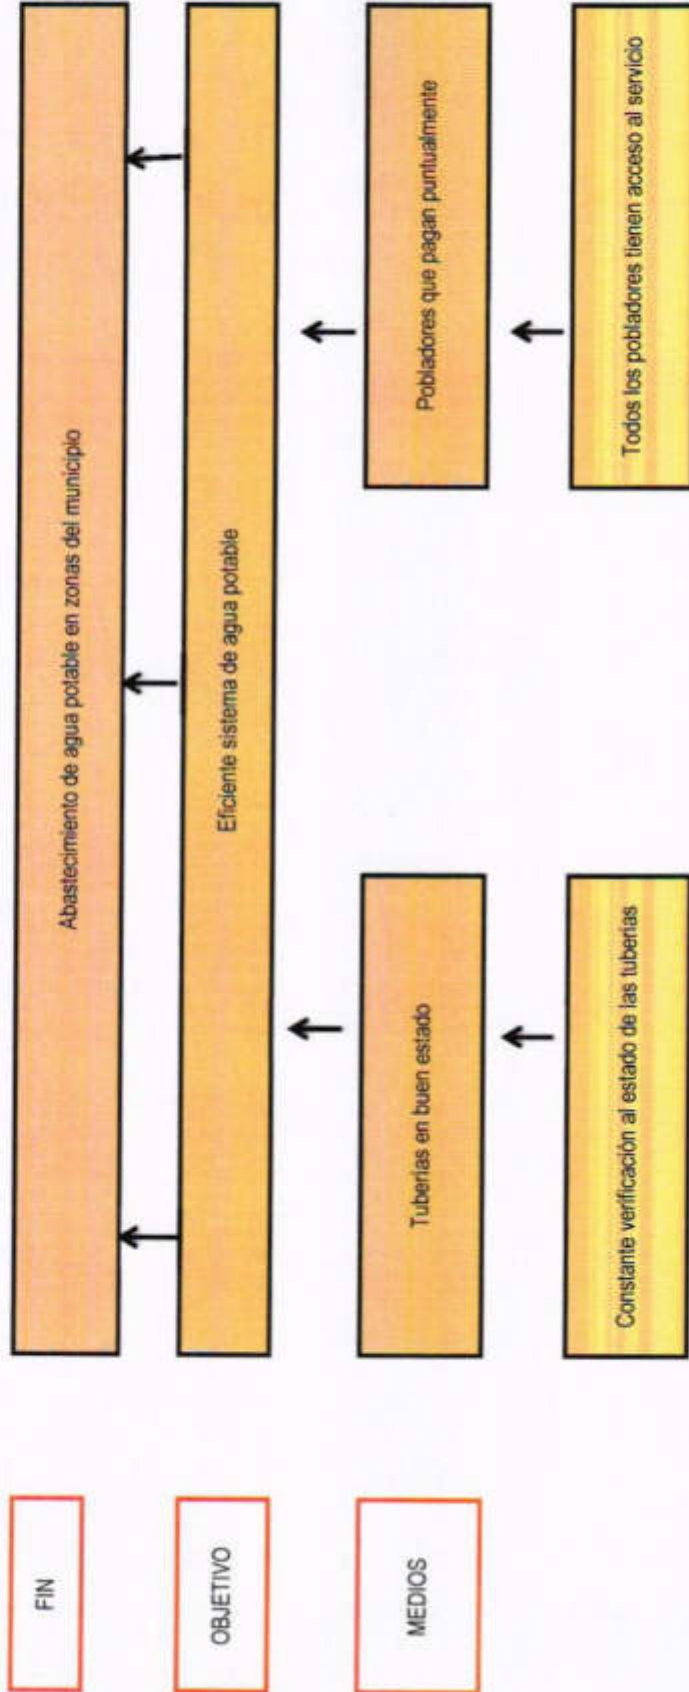 FIN
Abastecimiento de agua potable en zonas del municipio
OBJETIVO
Eficiente sistema de agua potable
MEDIOS
Tuberías en buen estado
Pobladores que pagan puntualmente
Constante verificación al estado de las tuberías
Todos los pobladores tienen acceso al servicio